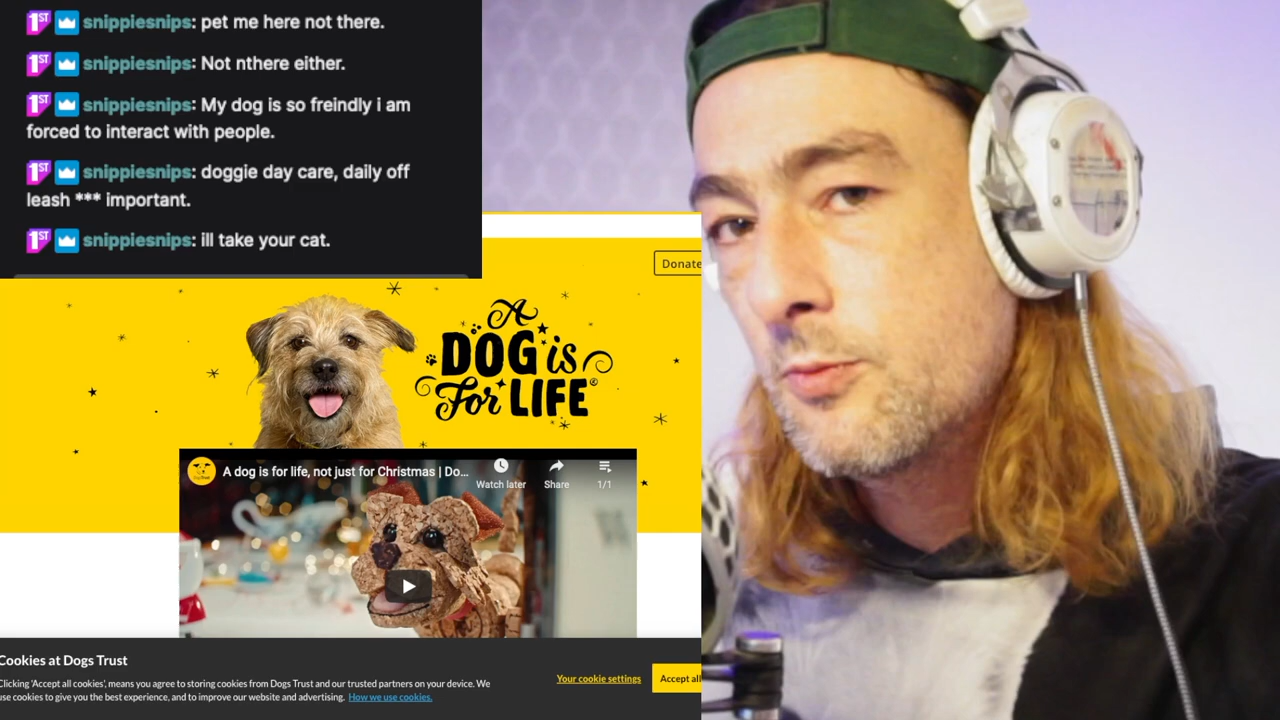 1ST snippiesnips: pet me here not there.
1ST snippiesnips: Not nthere either.
1ST snippiesnips: My dog is so freindly i am
forced to interact with people.
1ST snippiesnips: doggie day care, daily off
leash *** important.
1ST snippiesnips: ill take your cat.
Donate
A
DOG is
For LIFE®
A dog is for life, not just for Christmas | Do...
Watch later
Share
1/1
Cookies at Dogs Trust
Clicking 'Accept all cookies', means you agree to storing cookies from Dogs Trust and our trusted partners on your device. We
use cookies to give you the best experience, and to improve our website and advertising. How we use cookies.
Your cookie settings
Accept all